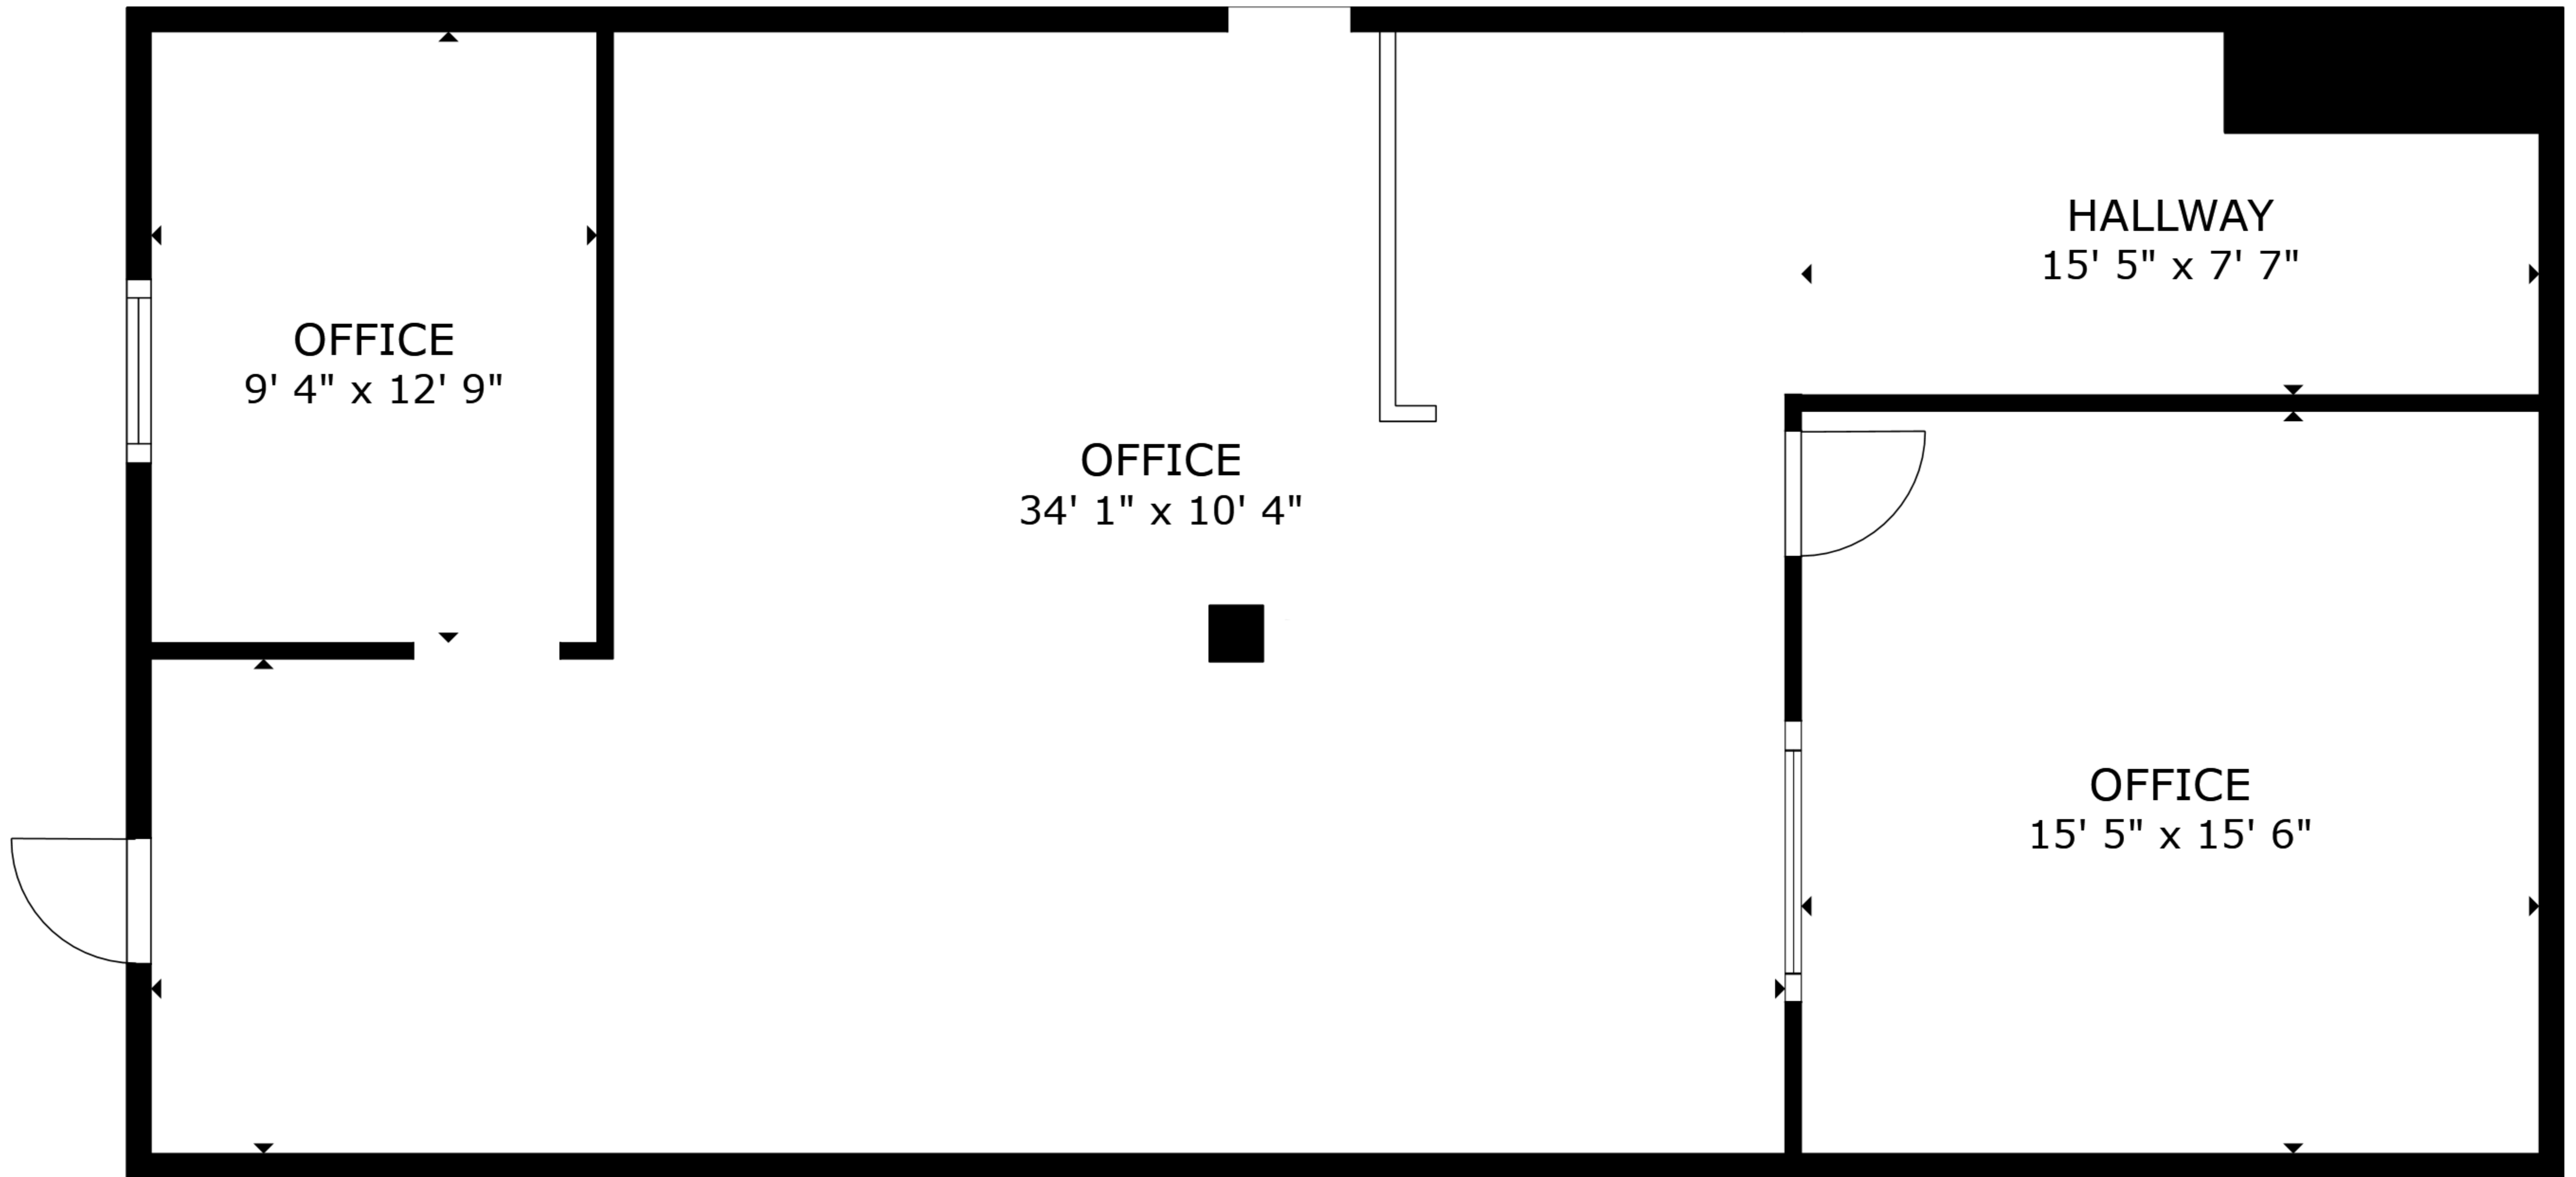 HALLWAY
15' 5" x 7' 7"
OFFICE
9' 4" x 12' 9"
OFFICE
34' 1" x 10' 4"
OFFICE
15' 5" x 15' 6"